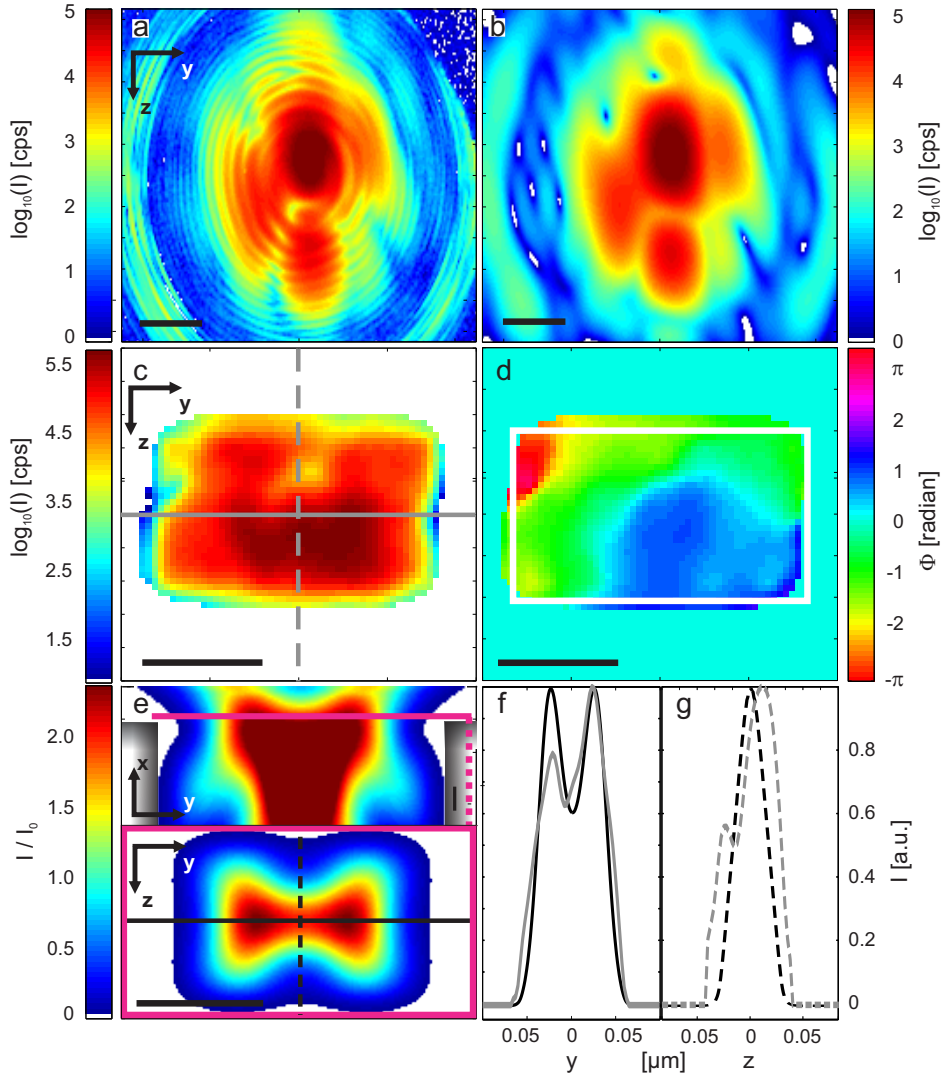 a
y
z
5
4
3
2
1
0
log₁₀(I) [cps]
b
5
4
3
2
1
0
log₁₀(I) [cps]
c
y
z
5.5
4.5
3.5
2.5
1.5
log₁₀(I) [cps]
d
π
2
1
0
-1
-2
-π
Φ [radian]
e
x
y
y
z
2.0
1.5
1.0
0.5
0
I / I₀
f
g
0.8
0.6
0.4
0.2
0
I [a.u.]
0.05 0 0.05 0.05 0 0.05
y [μm] z